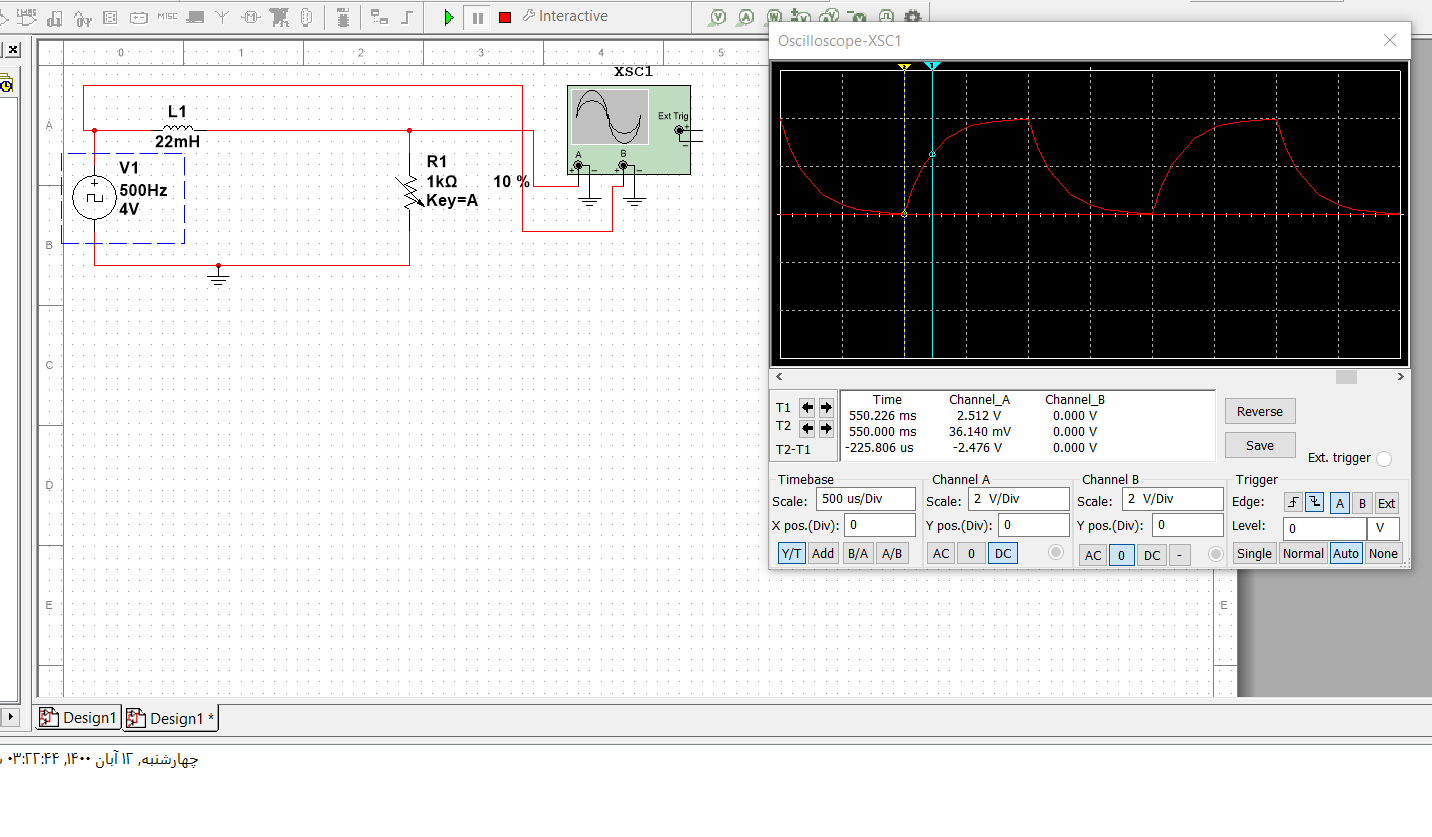 MISC
Interactive
V A W V
0 1 2 3 4 5
XSC1
Oscilloscope-XSC1
A
L1
22mH
Ext Trig
+
A B
V1
500Hz
4V
R1
1kΩ
Key=A
10 %
B
C
D
E
E
T1
T2
T2-T1
Time Channel_A Channel_B
550.226 ms 2.512 V 0.000 V
550.000 ms 36.140 mV 0.000 V
-225.806 us -2.476 V 0.000 V
Reverse
Save
Ext. trigger
Timebase
Scale: 500 us/Div
X pos.(Div): 0
Y/T Add B/A A/B
Channel A
Scale: 2 V/Div
Y pos.(Div): 0
AC 0 DC
Channel B
Scale: 2 V/Div
Y pos.(Div): 0
AC 0 DC -
Trigger
Edge: A B Ext
Level: 0 V
Single Normal Auto None
Design1 Design1 *
چهارشنبه, ۱۲ آبان ۱۴۰۰, ۰۳:۲۲:۴۴